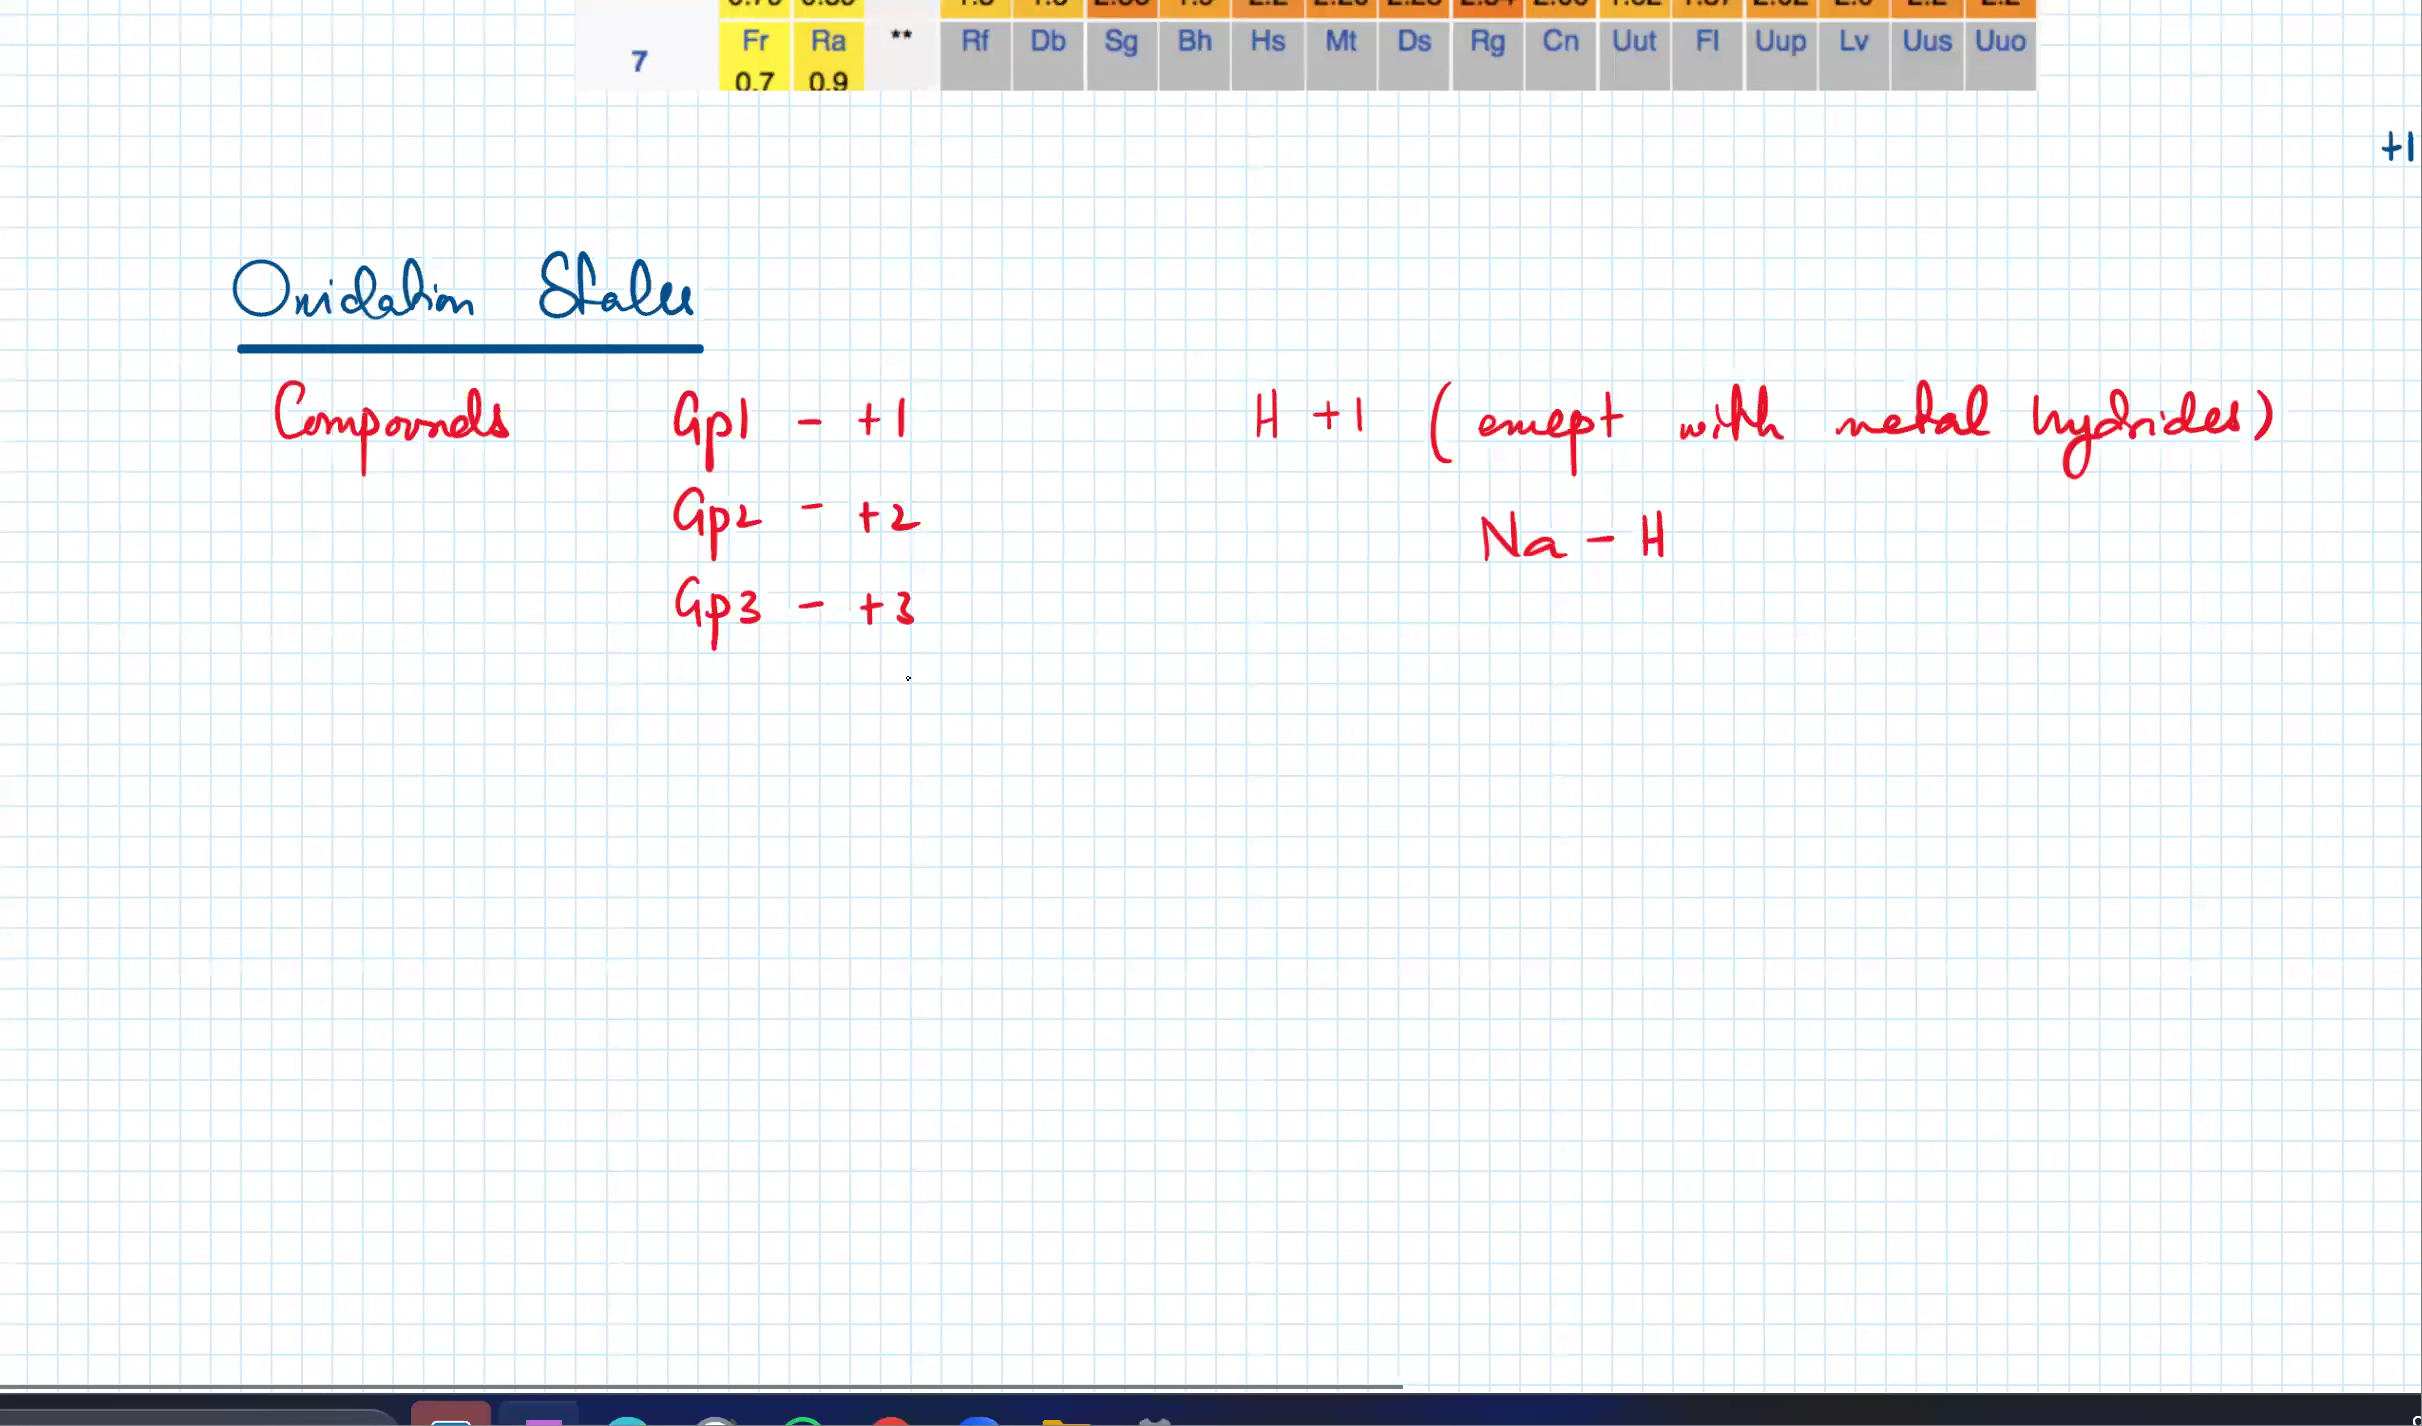 7 Fr Ra ** Rf Db Sg Bh Hs Mt Ds Rg Cn Uut Fl Uup Lv Uus Uuo
0.7 0.9
+1
Oxidation States
Compounds Gp1 - +1 H +1 (except with metal hydrides)
Gp2 - +2 Na - H
Gp3 - +3